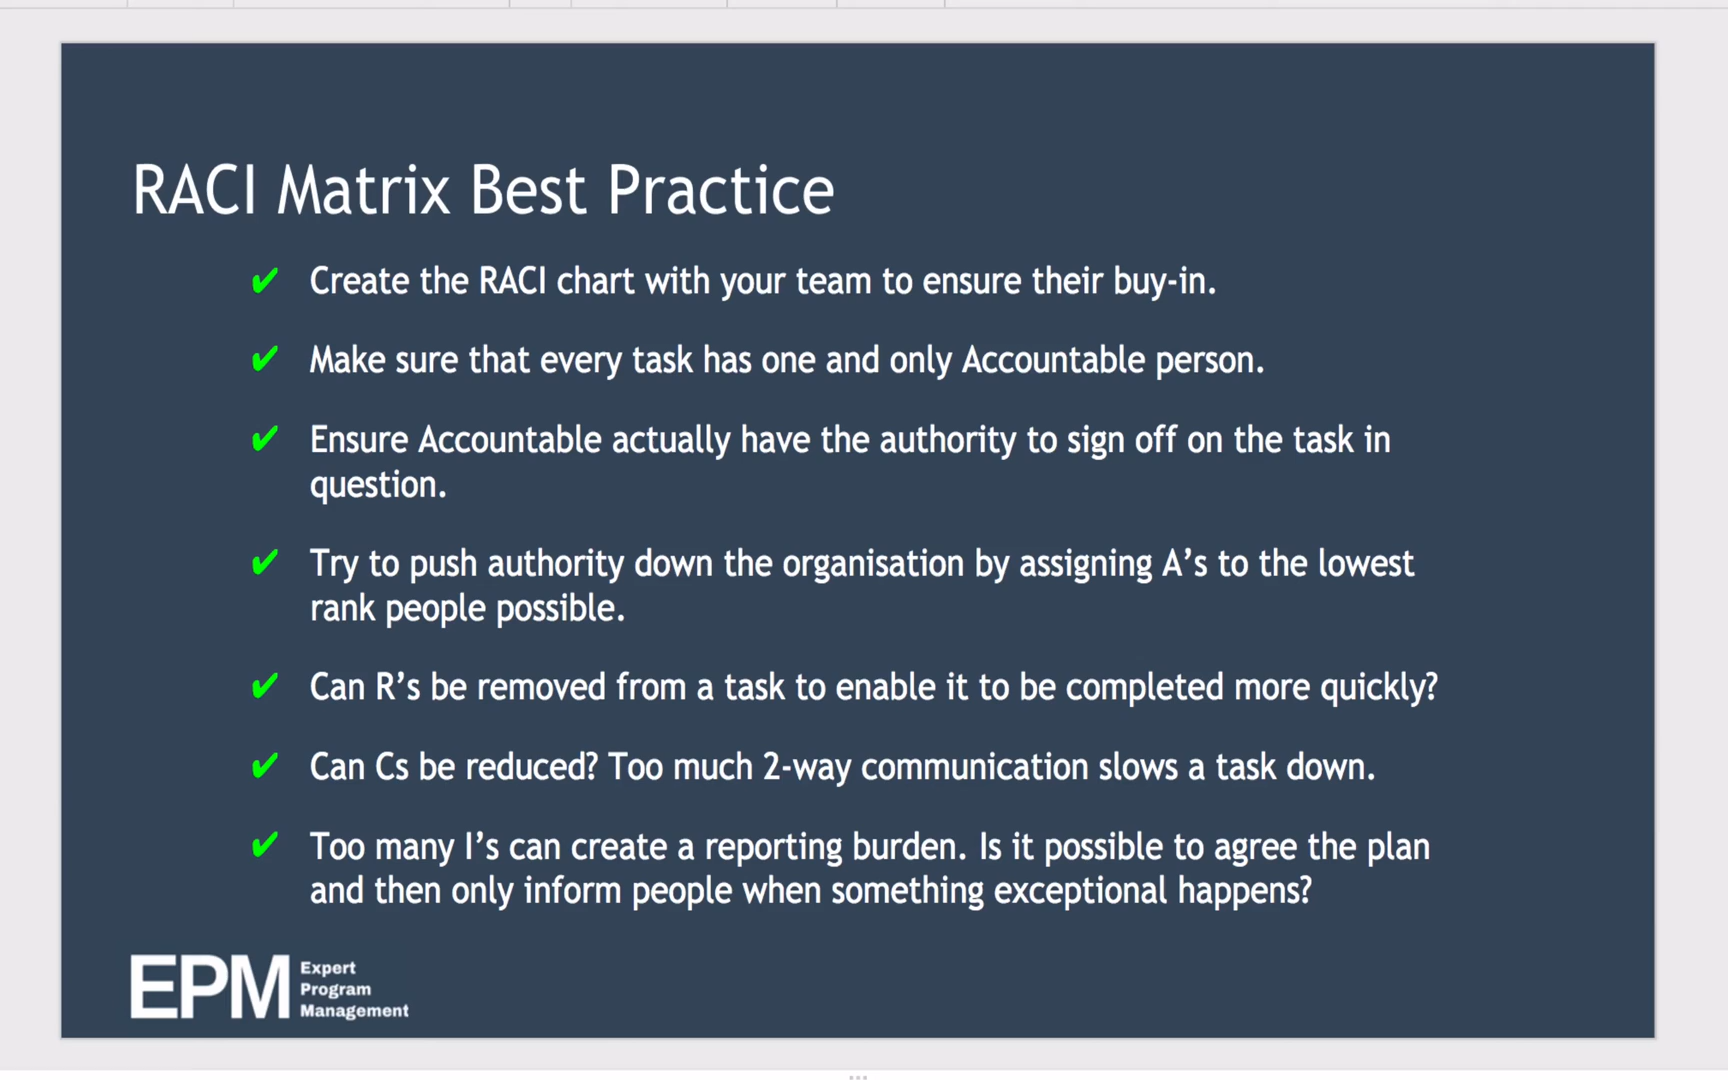 RACI Matrix Best Practice
✔ Create the RACI chart with your team to ensure their buy-in.
✔ Make sure that every task has one and only Accountable person.
✔ Ensure Accountable actually have the authority to sign off on the task in
question.
✔ Try to push authority down the organisation by assigning A’s to the lowest
rank people possible.
✔ Can R’s be removed from a task to enable it to be completed more quickly?
✔ Can Cs be reduced? Too much 2-way communication slows a task down.
✔ Too many I’s can create a reporting burden. Is it possible to agree the plan
and then only inform people when something exceptional happens?
EPM
Expert
Program
Management